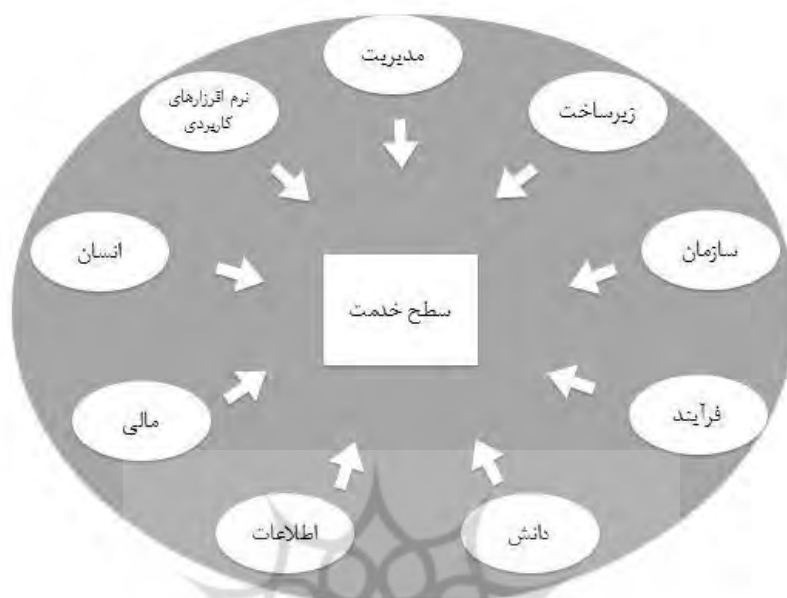 مدیریت
زیرساخت
نرم افزارهای
کاربردی
سازمان
انسان
سطح خدمت
فرآیند
مالی
دانش
اطلاعات